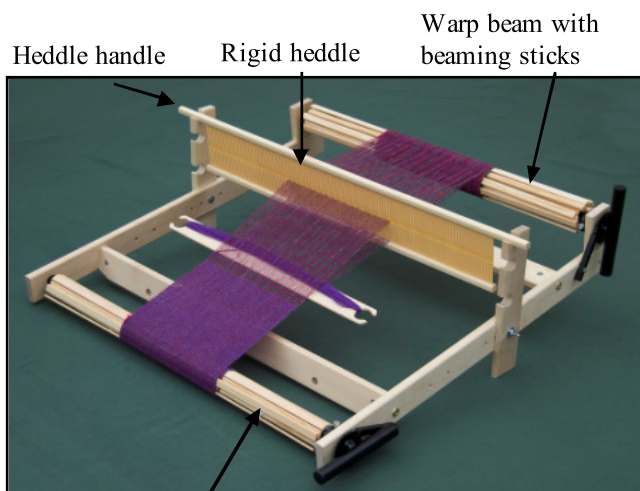 Heddle handle
Rigid heddle
Warp beam with
beaming sticks